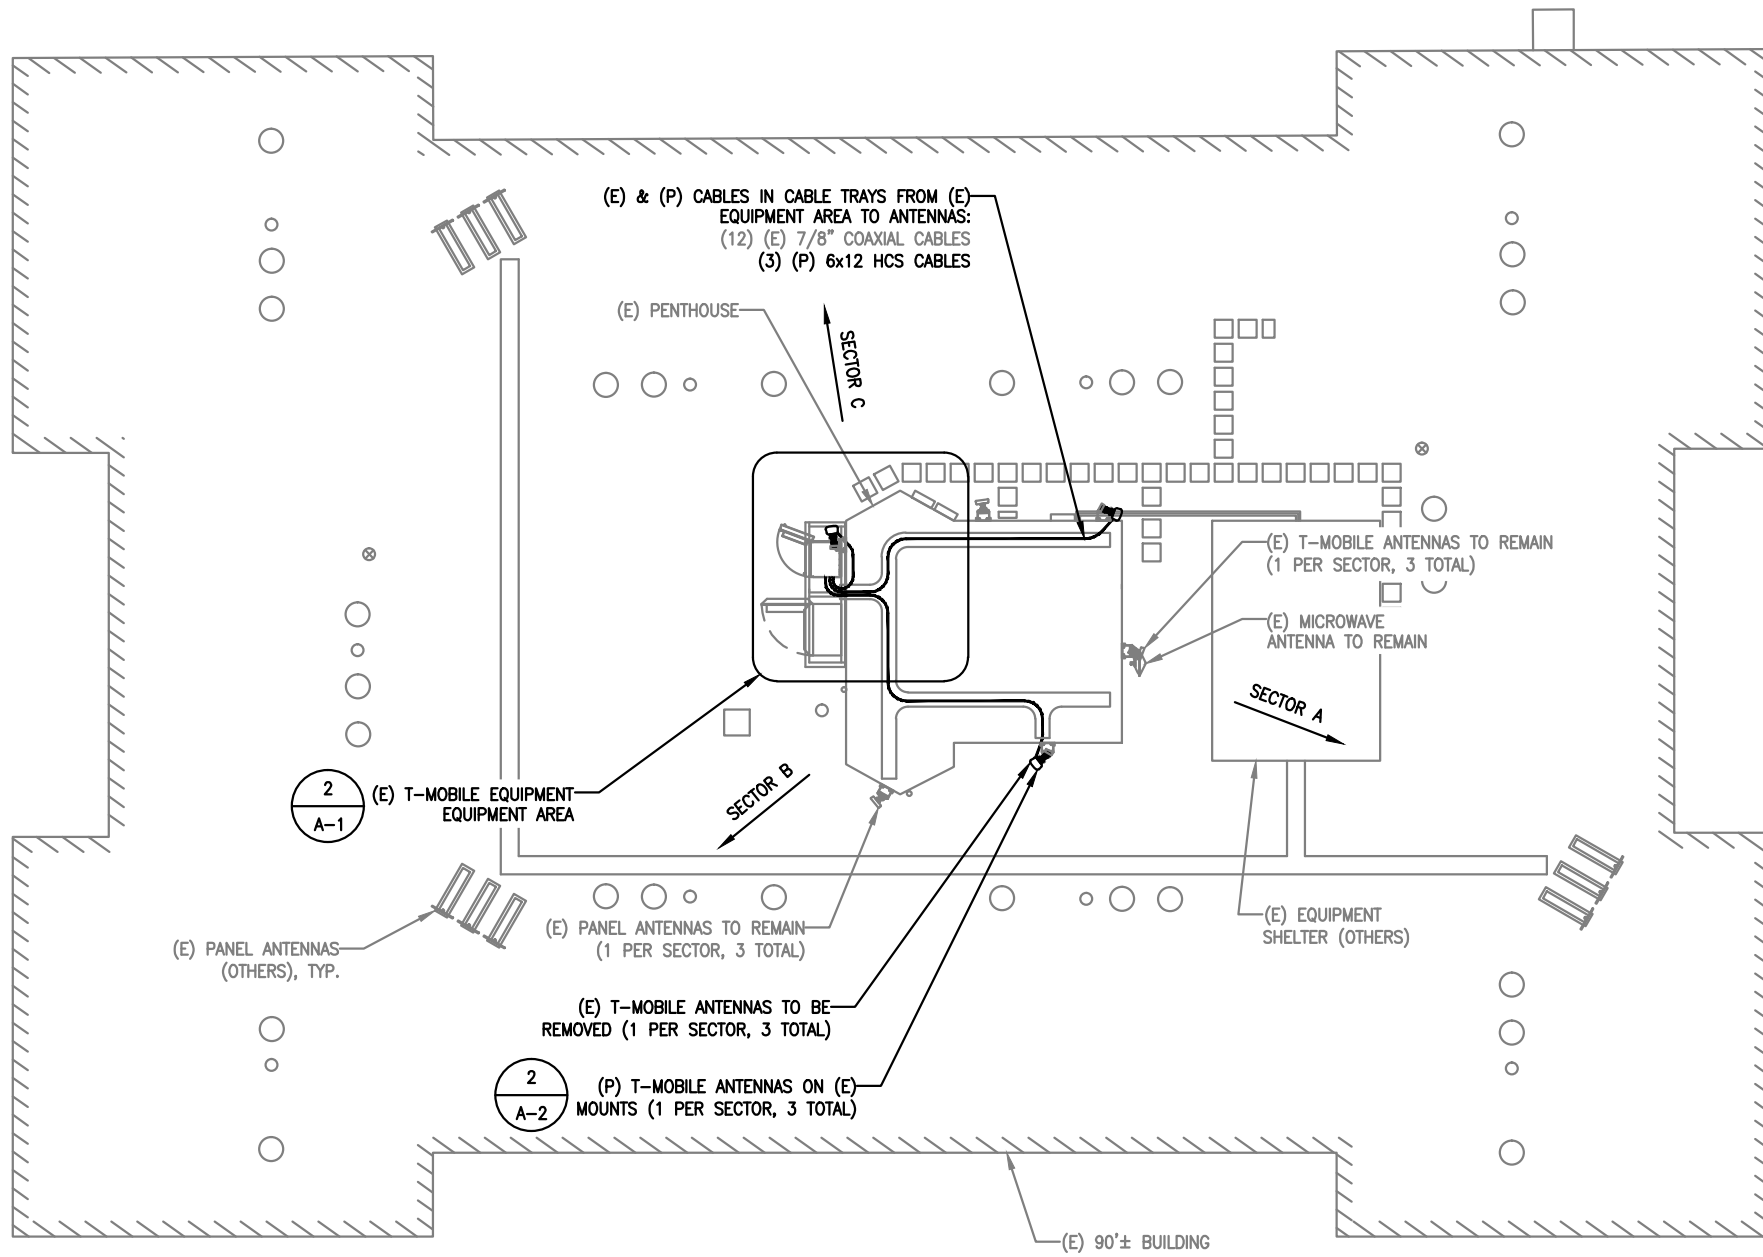 (E) & (P) CABLES IN CABLE TRAYS FROM (E)
EQUIPMENT AREA TO ANTENNAS:
(12) (E) 7/8" COAXIAL CABLES
(3) (P) 6x12 HCS CABLES
(E) PENTHOUSE
SECTOR C
(E) T-MOBILE ANTENNAS TO REMAIN
(1 PER SECTOR, 3 TOTAL)
(E) MICROWAVE
ANTENNA TO REMAIN
SECTOR A
SECTOR B
2
A-1
(E) T-MOBILE EQUIPMENT
EQUIPMENT AREA
(E) PANEL ANTENNAS
(OTHERS), TYP.
(E) PANEL ANTENNAS TO REMAIN
(1 PER SECTOR, 3 TOTAL)
(E) EQUIPMENT
SHELTER (OTHERS)
(E) T-MOBILE ANTENNAS TO BE
REMOVED (1 PER SECTOR, 3 TOTAL)
2
A-2
(P) T-MOBILE ANTENNAS ON (E)
MOUNTS (1 PER SECTOR, 3 TOTAL)
(E) 90'± BUILDING